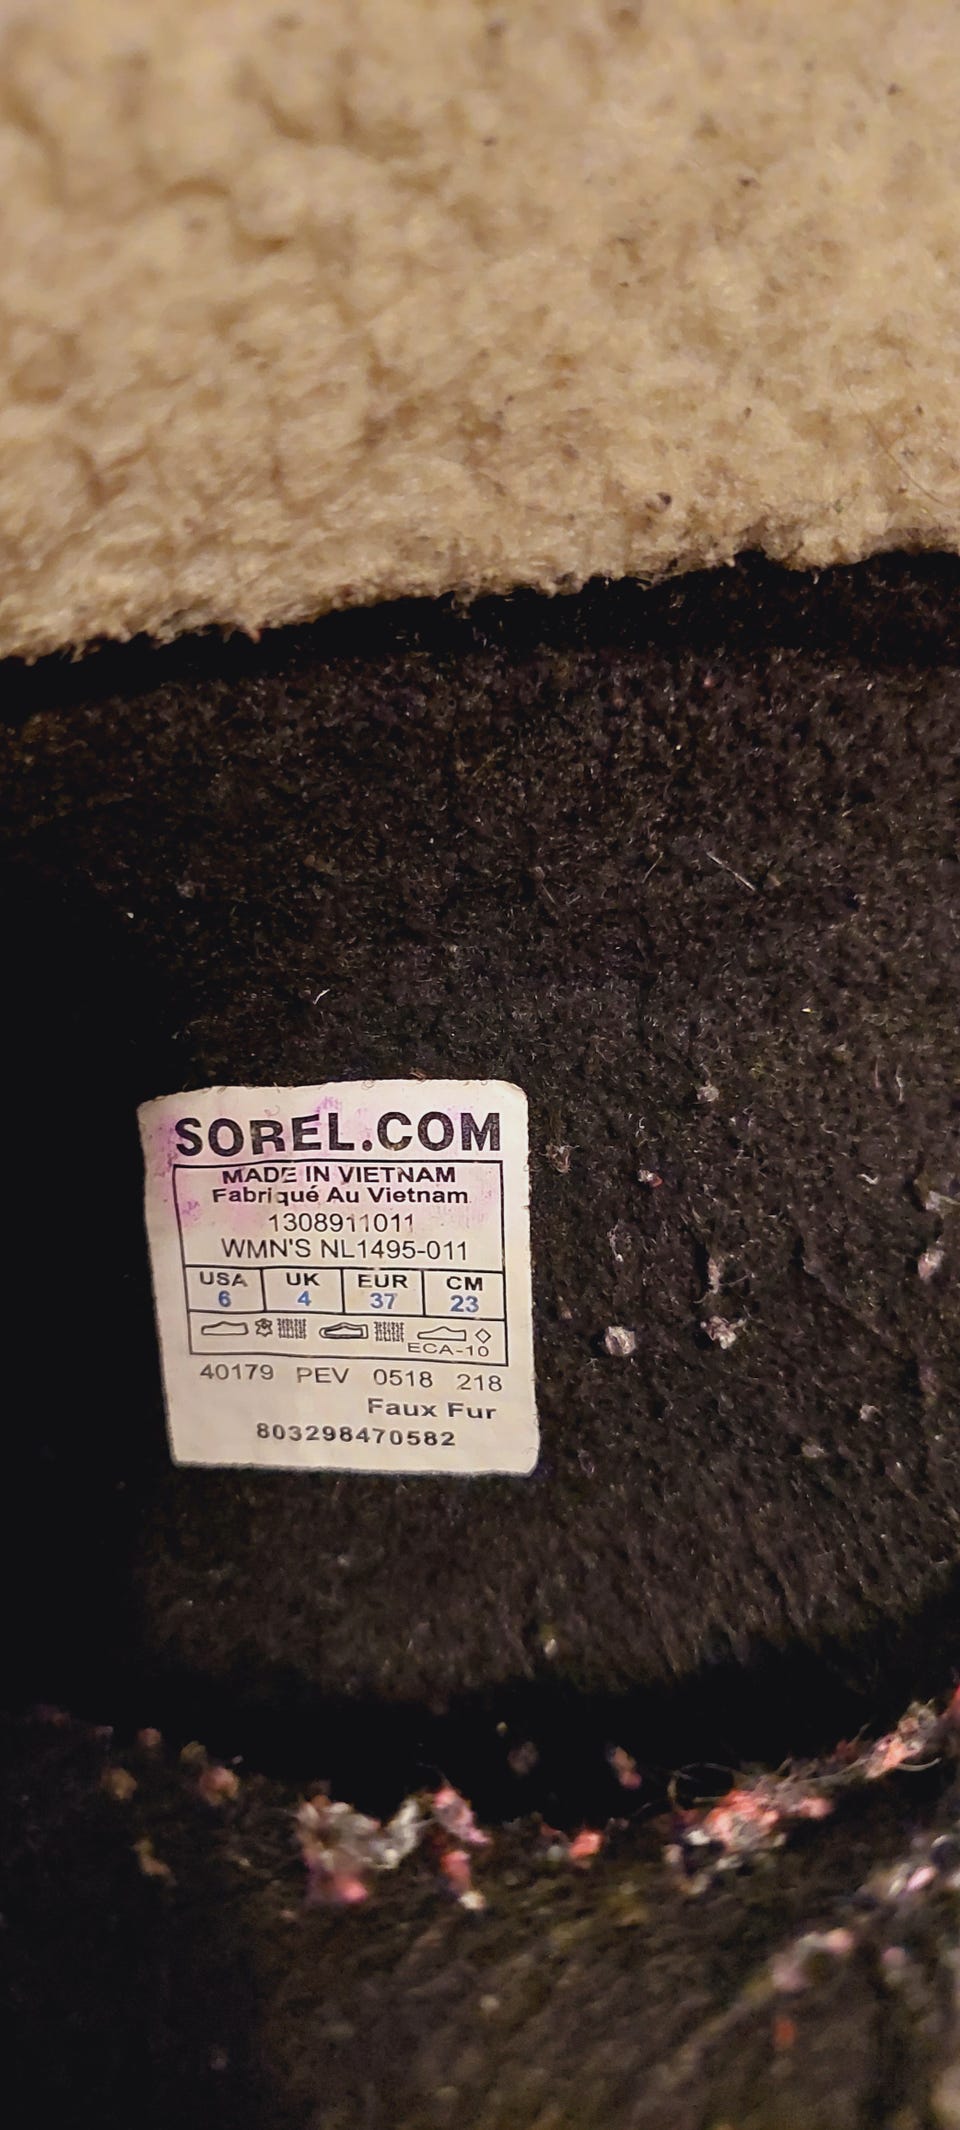 SOREL.COM
MADE IN VIETNAM
Fabriqué Au Vietnam
1308911011
WMN'S NL1495-011
USA UK EUR CM
6 4 37 23
ECA-10
40179 PEV 0518 218
Faux Fur
803298470582